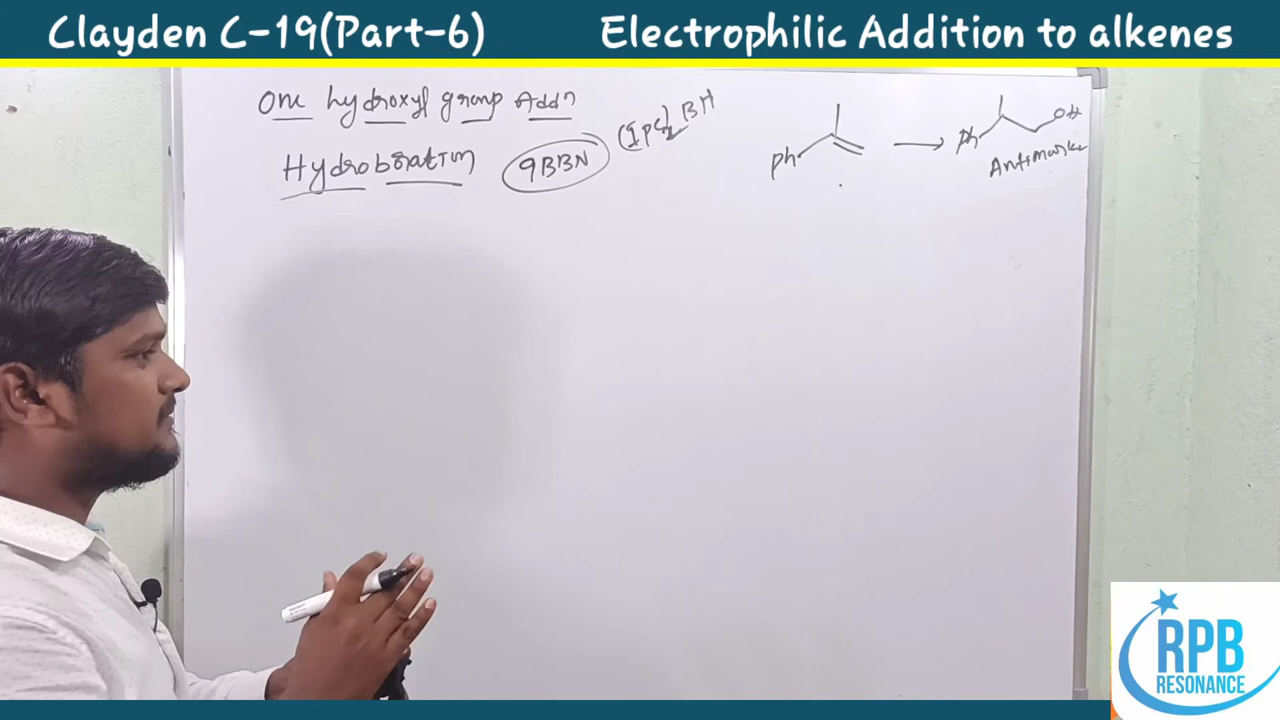 Clayden C-19(Part-6) Electrophilic Addition to alkenes
One hydroxyl group Addn
Hydroboration 9BBN (Ipc)2BH
Ph
Ph OH
Antimarko
RPB
RESONANCE